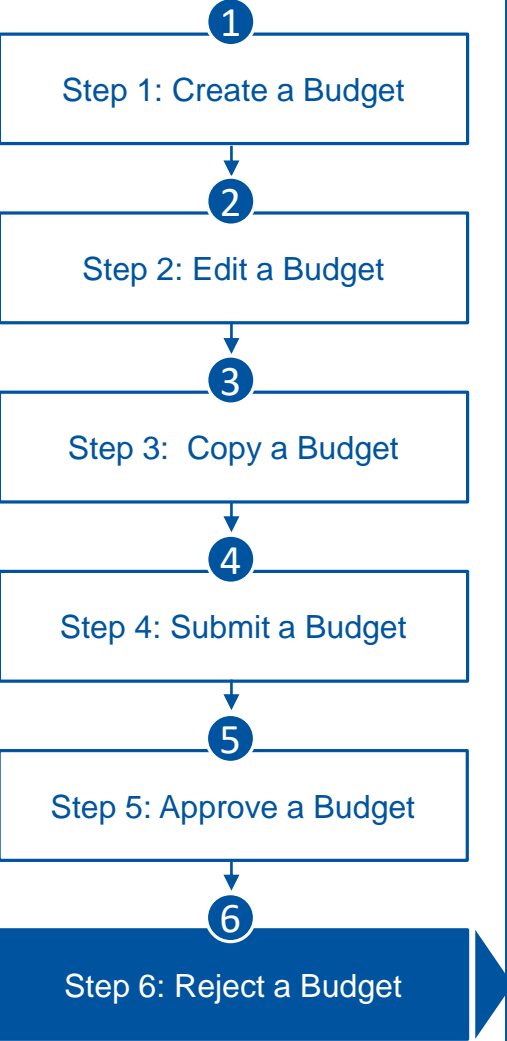 1
Step 1: Create a Budget
2
Step 2: Edit a Budget
3
Step 3:  Copy a Budget
4
Step 4: Submit a Budget
5
Step 5: Approve a Budget
6
Step 6: Reject a Budget